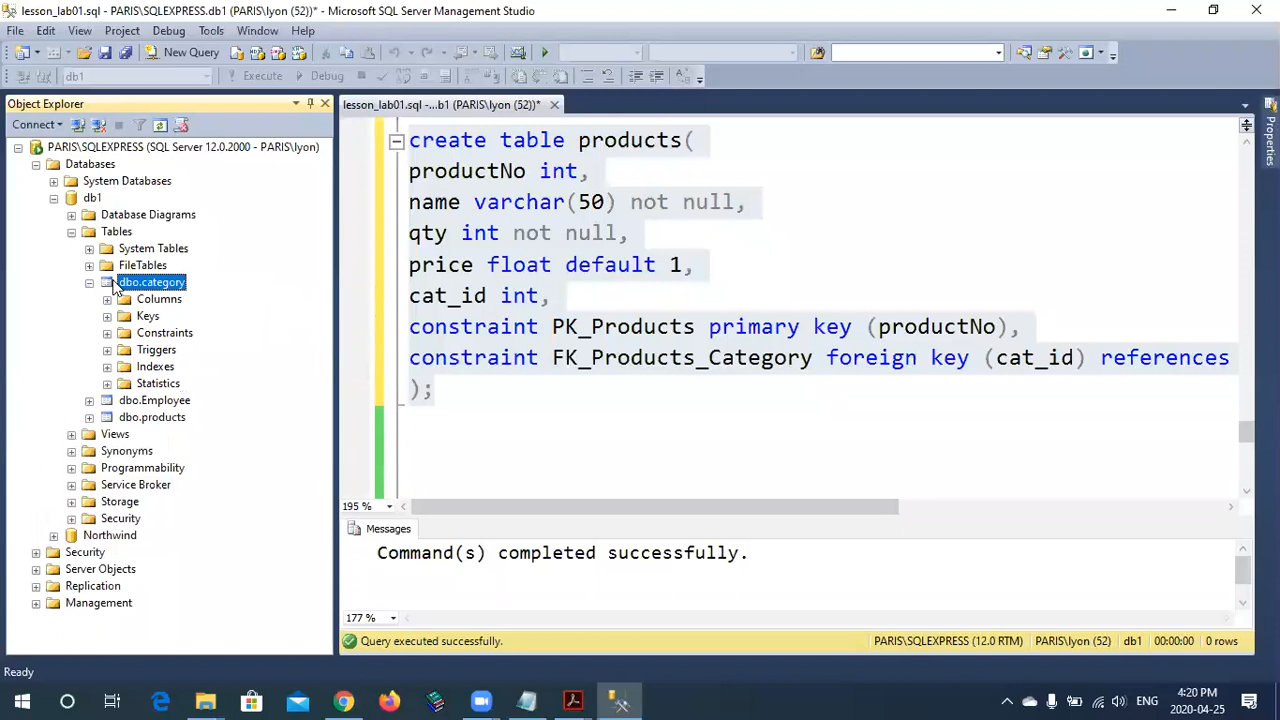 lesson_lab01.sql - PARIS\SQLEXPRESS.db1 (PARIS\lyon (52))* - Microsoft SQL Server Management Studio
File Edit View Project Debug Tools Window Help
New Query
db1 Execute Debug
Object Explorer
Connect
PARIS\SQLEXPRESS (SQL Server 12.0.2000 - PARIS\lyon)
Databases
System Databases
db1
Database Diagrams
Tables
System Tables
FileTables
dbo.category
Columns
Keys
Constraints
Triggers
Indexes
Statistics
dbo.Employee
dbo.products
Views
Synonyms
Programmability
Service Broker
Storage
Security
Northwind
Security
Server Objects
Replication
Management
lesson_lab01.sql -...b1 (PARIS\lyon (52))*
create table products(
productNo int,
name varchar(50) not null,
qty int not null,
price float default 1,
cat_id int,
constraint PK_Products primary key (productNo),
constraint FK_Products_Category foreign key (cat_id) references
);
195 %
Messages
Command(s) completed successfully.
177 %
Query executed successfully. PARIS\SQLEXPRESS (12.0 RTM) PARIS\lyon (52) db1 00:00:00 0 rows
Properties
Ready
ENG
4:20 PM
2020-04-25